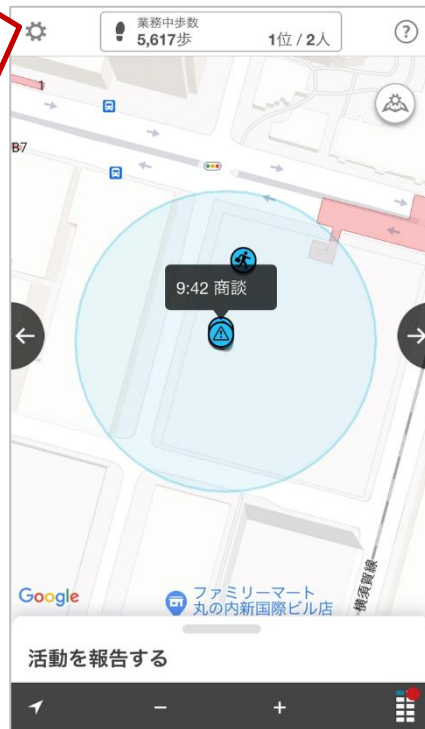 業務中歩数
5,617歩
1位 / 2人
?
1
B7
9:42 商談
Google
ファミリーマート
丸の内新国際ビル店
横須賀線
活動を報告する